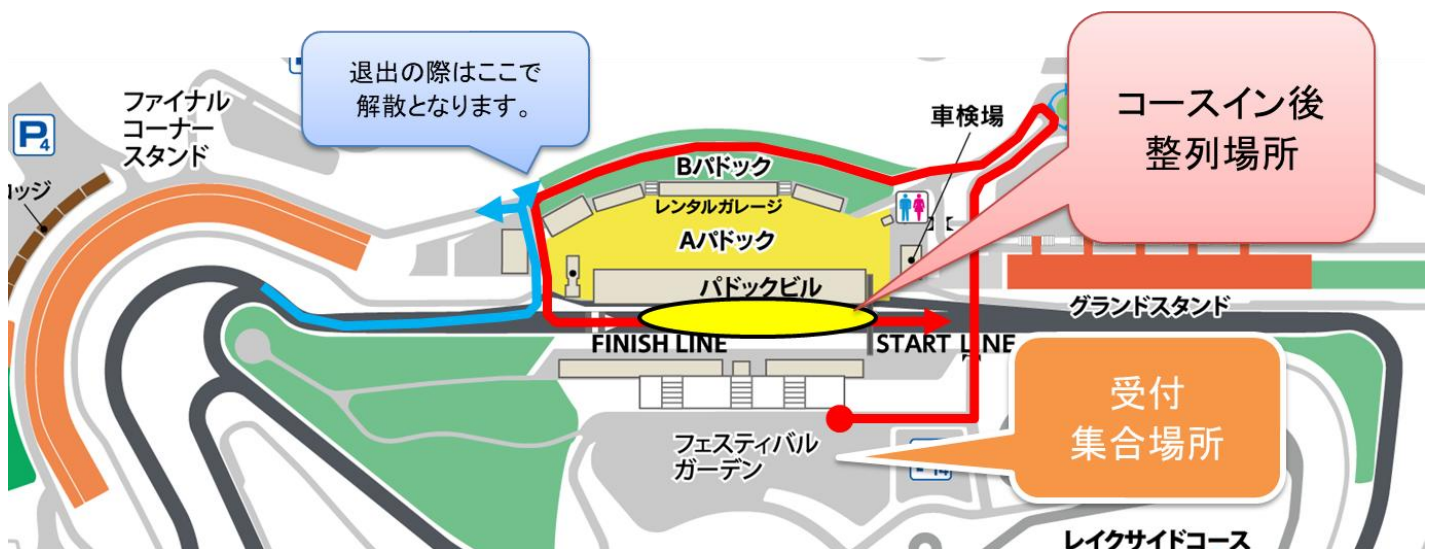 退出の際はここで
解散となります。
コースイン後
整列場所
ファイナル
コーナー
スタンド
P4
ロッジ
車検場
Bパドック
レンタルガレージ
Aパドック
パドックビル
グランドスタンド
FINISH LINE
START LINE
受付
集合場所
フェスティバル
ガーデン
14
レイクサイドコース